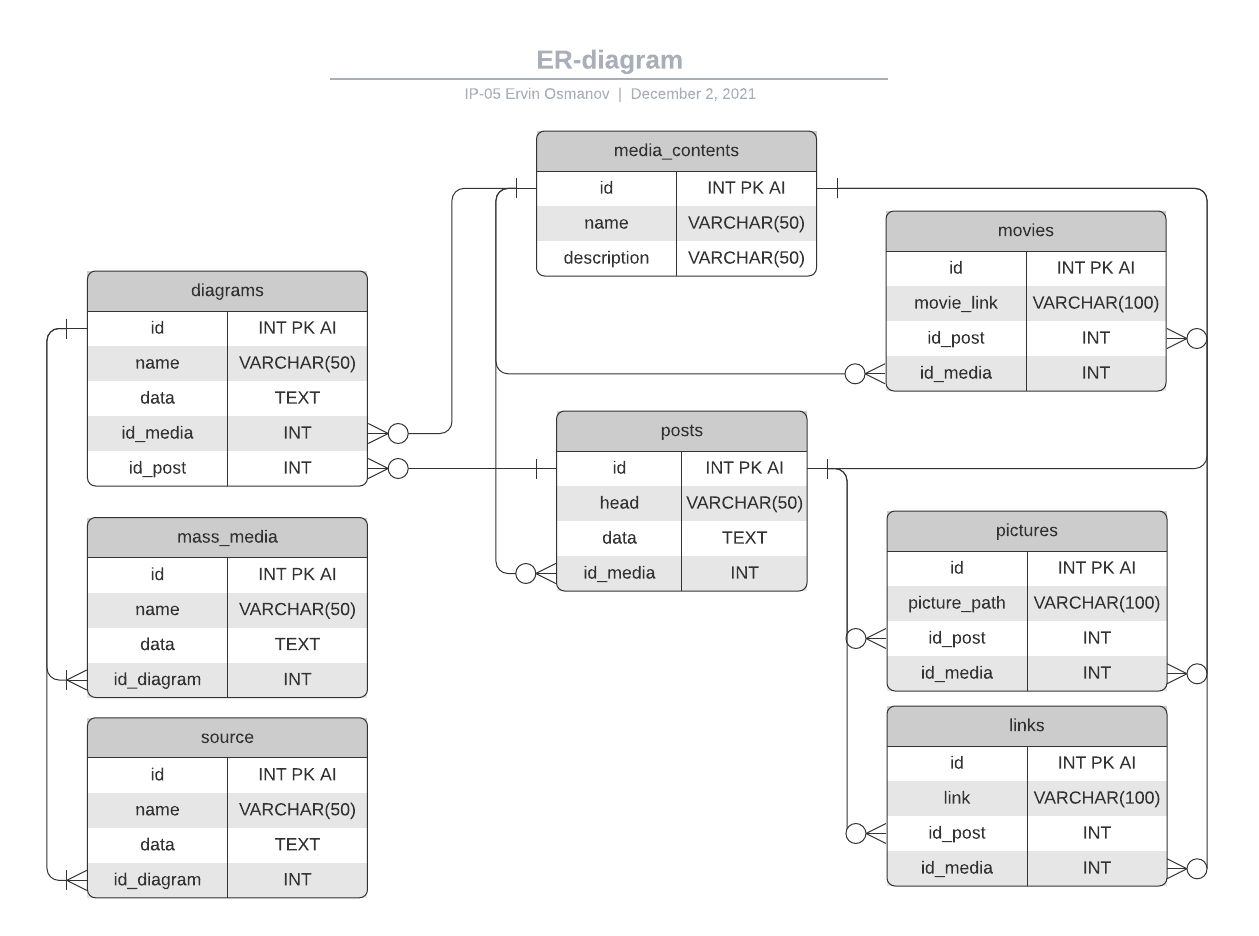 ER-diagram
IP-05 Ervin Osmanov | December 2, 2021
media_contents
id INT PK AI
name VARCHAR(50)
description VARCHAR(50)
movies
id INT PK AI
movie_link VARCHAR(100)
id_post INT
id_media INT
diagrams
id INT PK AI
name VARCHAR(50)
data TEXT
id_media INT
id_post INT
posts
id INT PK AI
head VARCHAR(50)
data TEXT
id_media INT
mass_media
id INT PK AI
name VARCHAR(50)
data TEXT
id_diagram INT
pictures
id INT PK AI
picture_path VARCHAR(100)
id_post INT
id_media INT
source
id INT PK AI
name VARCHAR(50)
data TEXT
id_diagram INT
links
id INT PK AI
link VARCHAR(100)
id_post INT
id_media INT